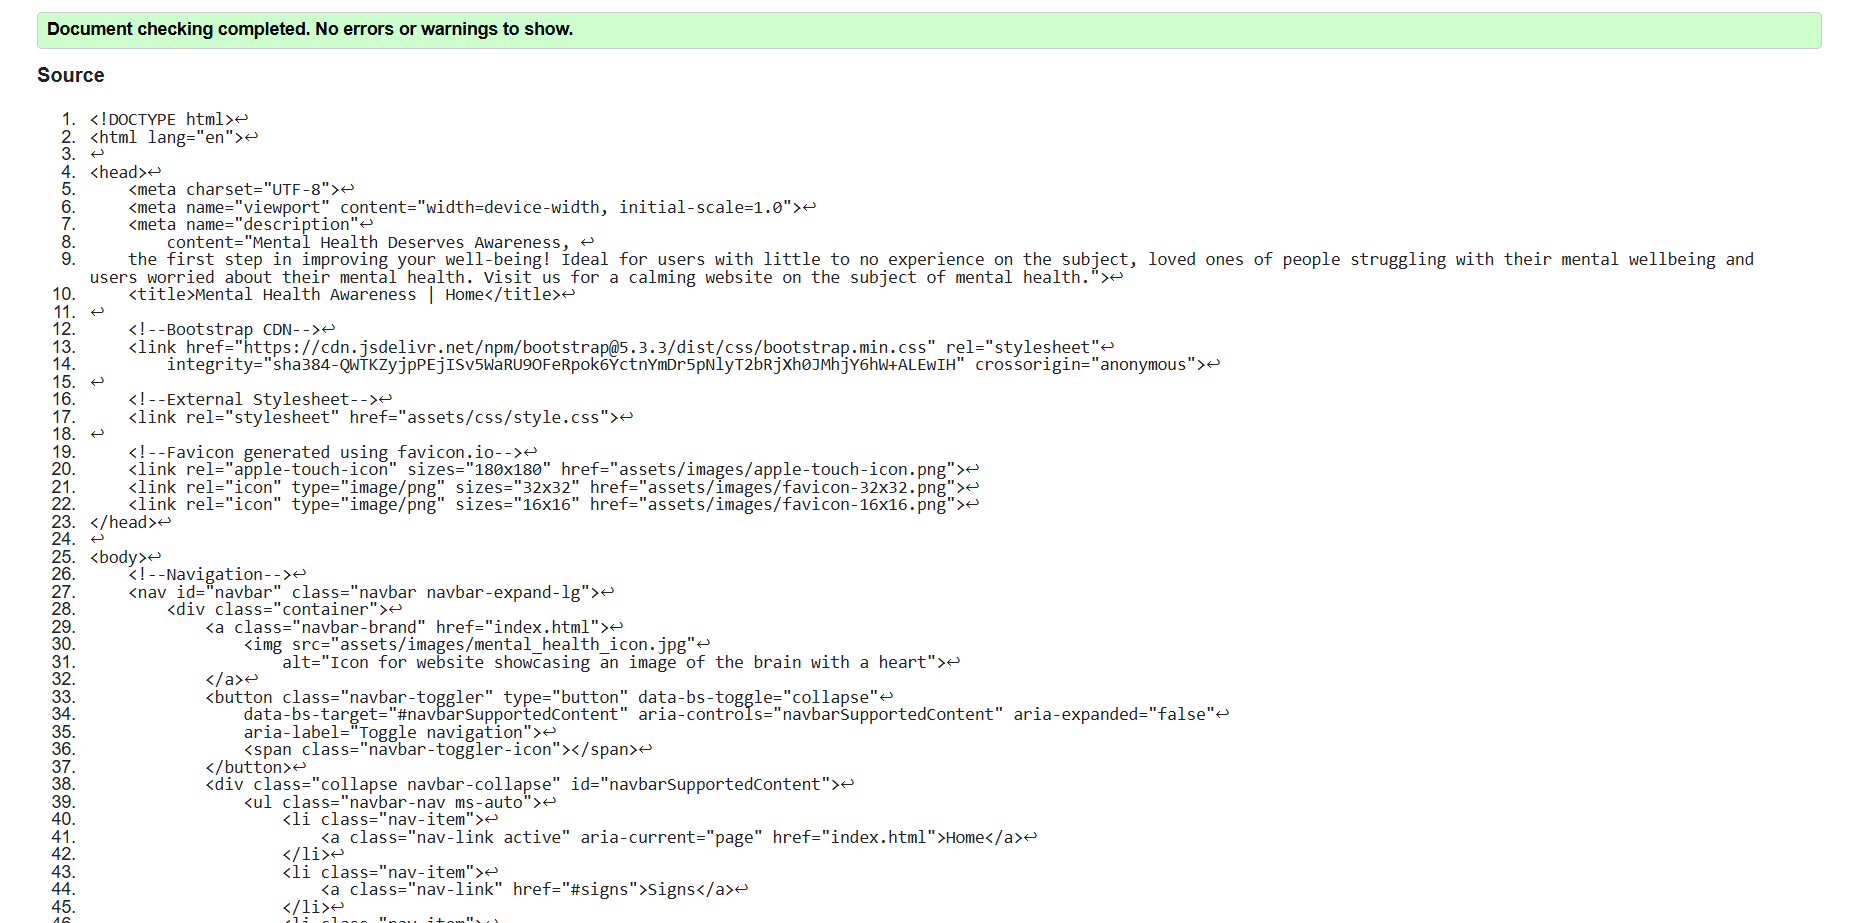 Document checking completed. No errors or warnings to show.
Source
1. <!DOCTYPE html>↩
2. <html lang="en">↩
3. ↩
4. <head>↩
5.     <meta charset="UTF-8">↩
6.     <meta name="viewport" content="width=device-width, initial-scale=1.0">↩
7.     <meta name="description"↩
8.         content="Mental Health Deserves Awareness, ↩
9.     the first step in improving your well-being! Ideal for users with little to no experience on the subject, loved ones of people struggling with their mental wellbeing and
users worried about their mental health. Visit us for a calming website on the subject of mental health.">↩
10.     <title>Mental Health Awareness | Home</title>↩
11. ↩
12.     <!--Bootstrap CDN-->↩
13.     <link href="https://cdn.jsdelivr.net/npm/bootstrap@5.3.3/dist/css/bootstrap.min.css" rel="stylesheet"↩
14.         integrity="sha384-QWTKZyjpPEjISv5WaRU9OFeRpok6YctnYmDr5pNlyT2bRjXh0JMhjY6hW+ALEwIH" crossorigin="anonymous">↩
15. ↩
16.     <!--External Stylesheet-->↩
17.     <link rel="stylesheet" href="assets/css/style.css">↩
18. ↩
19.     <!--Favicon generated using favicon.io-->↩
20.     <link rel="apple-touch-icon" sizes="180x180" href="assets/images/apple-touch-icon.png">↩
21.     <link rel="icon" type="image/png" sizes="32x32" href="assets/images/favicon-32x32.png">↩
22.     <link rel="icon" type="image/png" sizes="16x16" href="assets/images/favicon-16x16.png">↩
23. </head>↩
24. ↩
25. <body>↩
26.     <!--Navigation-->↩
27.     <nav id="navbar" class="navbar navbar-expand-lg">↩
28.         <div class="container">↩
29.             <a class="navbar-brand" href="index.html">↩
30.                 <img src="assets/images/mental_health_icon.jpg"↩
31.                     alt="Icon for website showcasing an image of the brain with a heart">↩
32.             </a>↩
33.             <button class="navbar-toggler" type="button" data-bs-toggle="collapse"↩
34.                 data-bs-target="#navbarSupportedContent" aria-controls="navbarSupportedContent" aria-expanded="false"↩
35.                 aria-label="Toggle navigation">↩
36.                 <span class="navbar-toggler-icon"></span>↩
37.             </button>↩
38.             <div class="collapse navbar-collapse" id="navbarSupportedContent">↩
39.                 <ul class="navbar-nav ms-auto">↩
40.                     <li class="nav-item">↩
41.                         <a class="nav-link active" aria-current="page" href="index.html">Home</a>↩
42.                     </li>↩
43.                     <li class="nav-item">↩
44.                         <a class="nav-link" href="#signs">Signs</a>↩
45.                     </li>↩
46.                     <li class="nav-item">↩